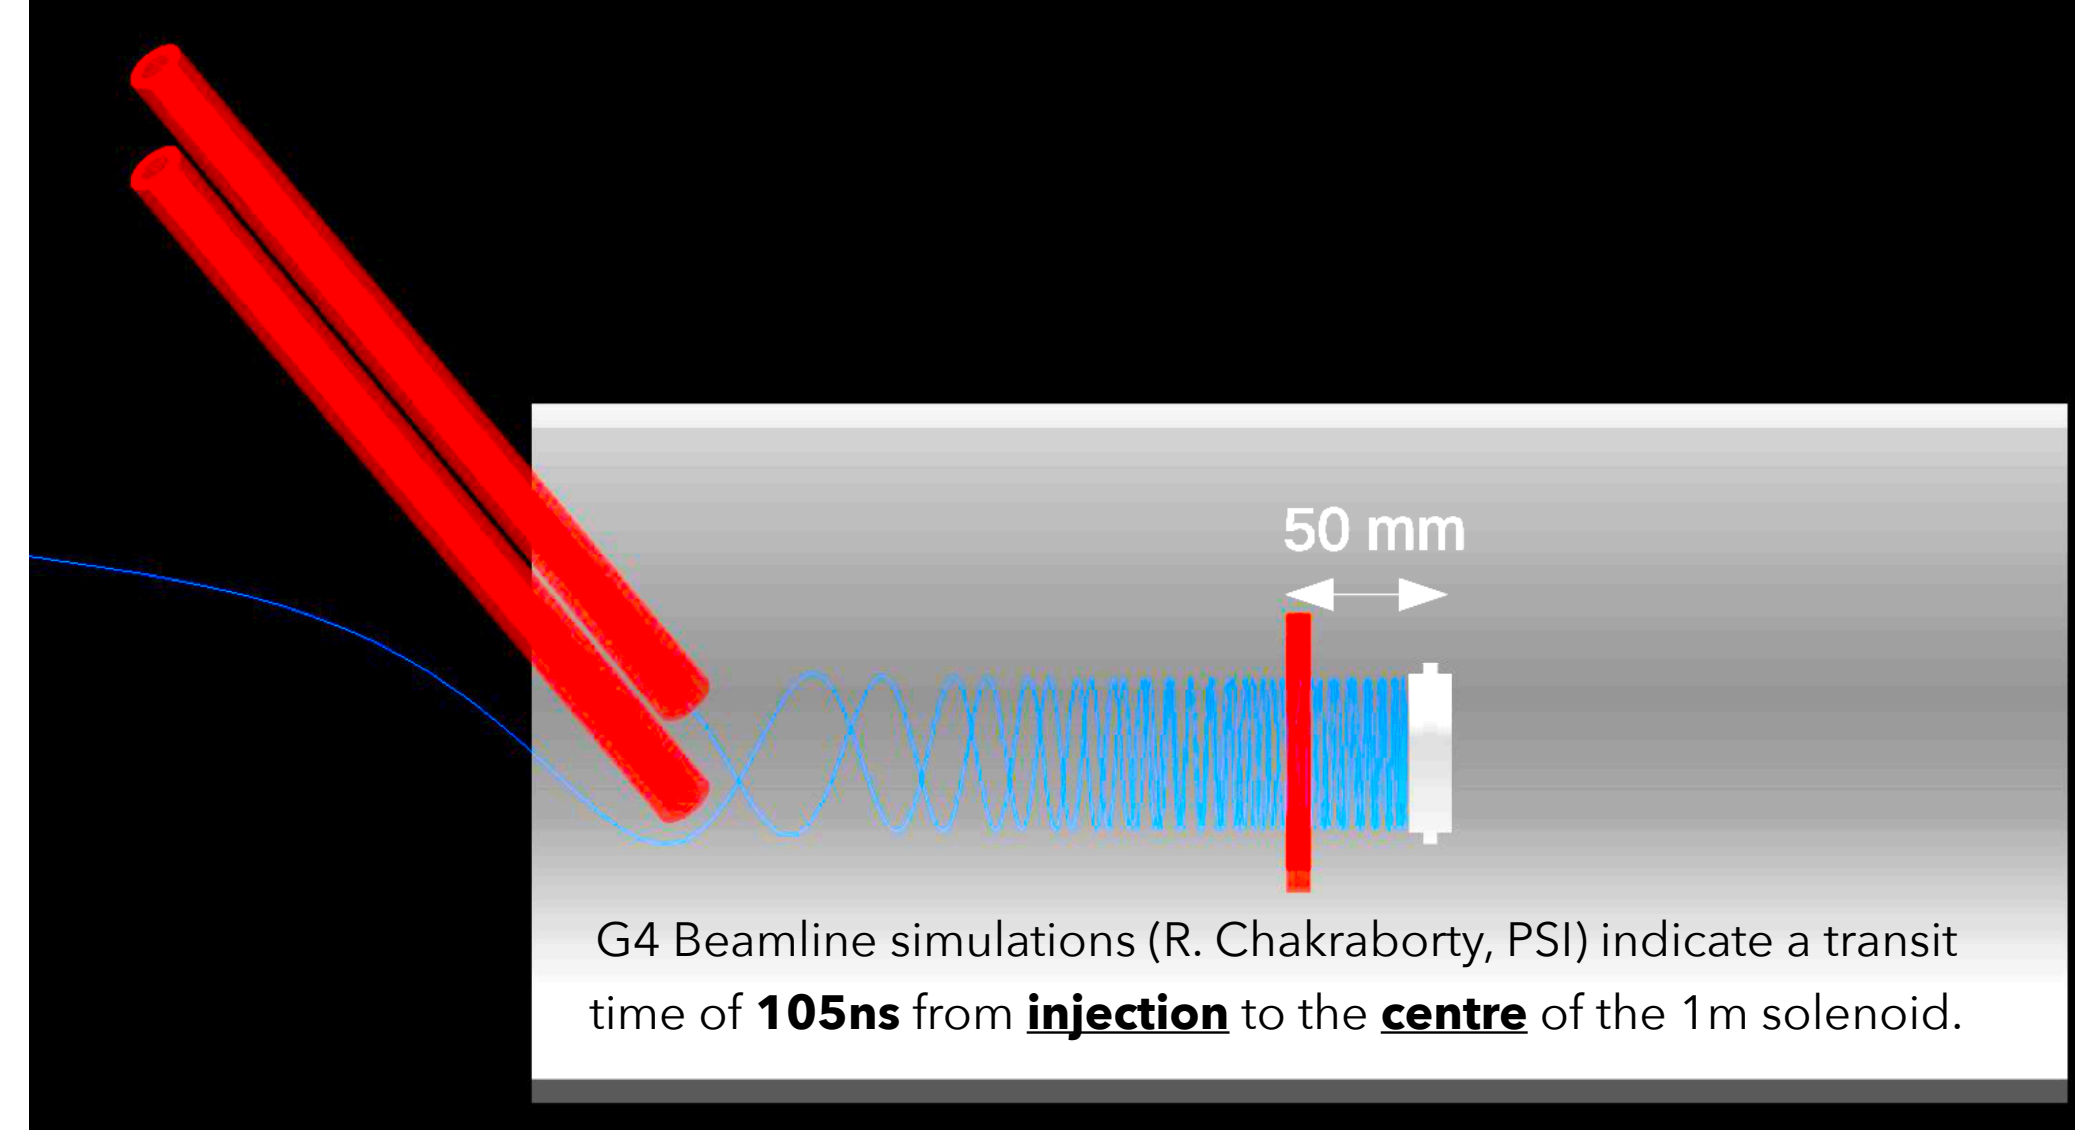 50 mm
G4 Beamline simulations (R. Chakraborty, PSI) indicate a transit
time of 105ns from injection to the centre of the 1m solenoid.